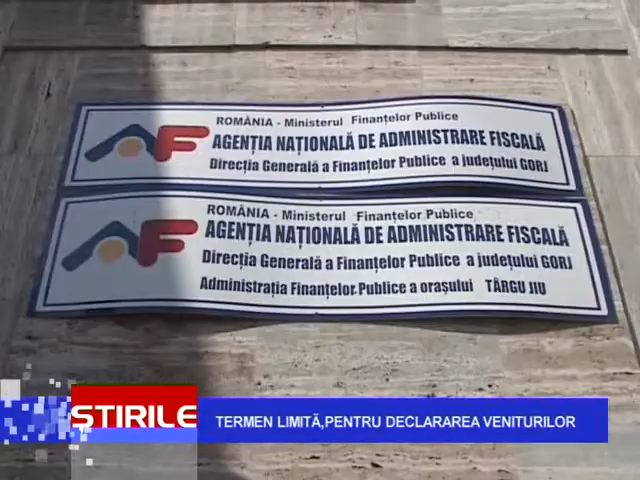 ROMÂNIA - Ministerul Finanțelor Publice
AF AGENȚIA NAȚIONALĂ DE ADMINISTRARE FISCALĂ
Direcția Generală a Finanțelor Publice a județului GORJ
ROMÂNIA - Ministerul Finanțelor Publice
AF AGENȚIA NAȚIONALĂ DE ADMINISTRARE FISCALĂ
Direcția Generală a Finanțelor Publice a județului GORJ
Administrația Finanțelor Publice a orașului TÂRGU JIU
ȘTIRILE TERMEN LIMITĂ,PENTRU DECLARAREA VENITURILOR